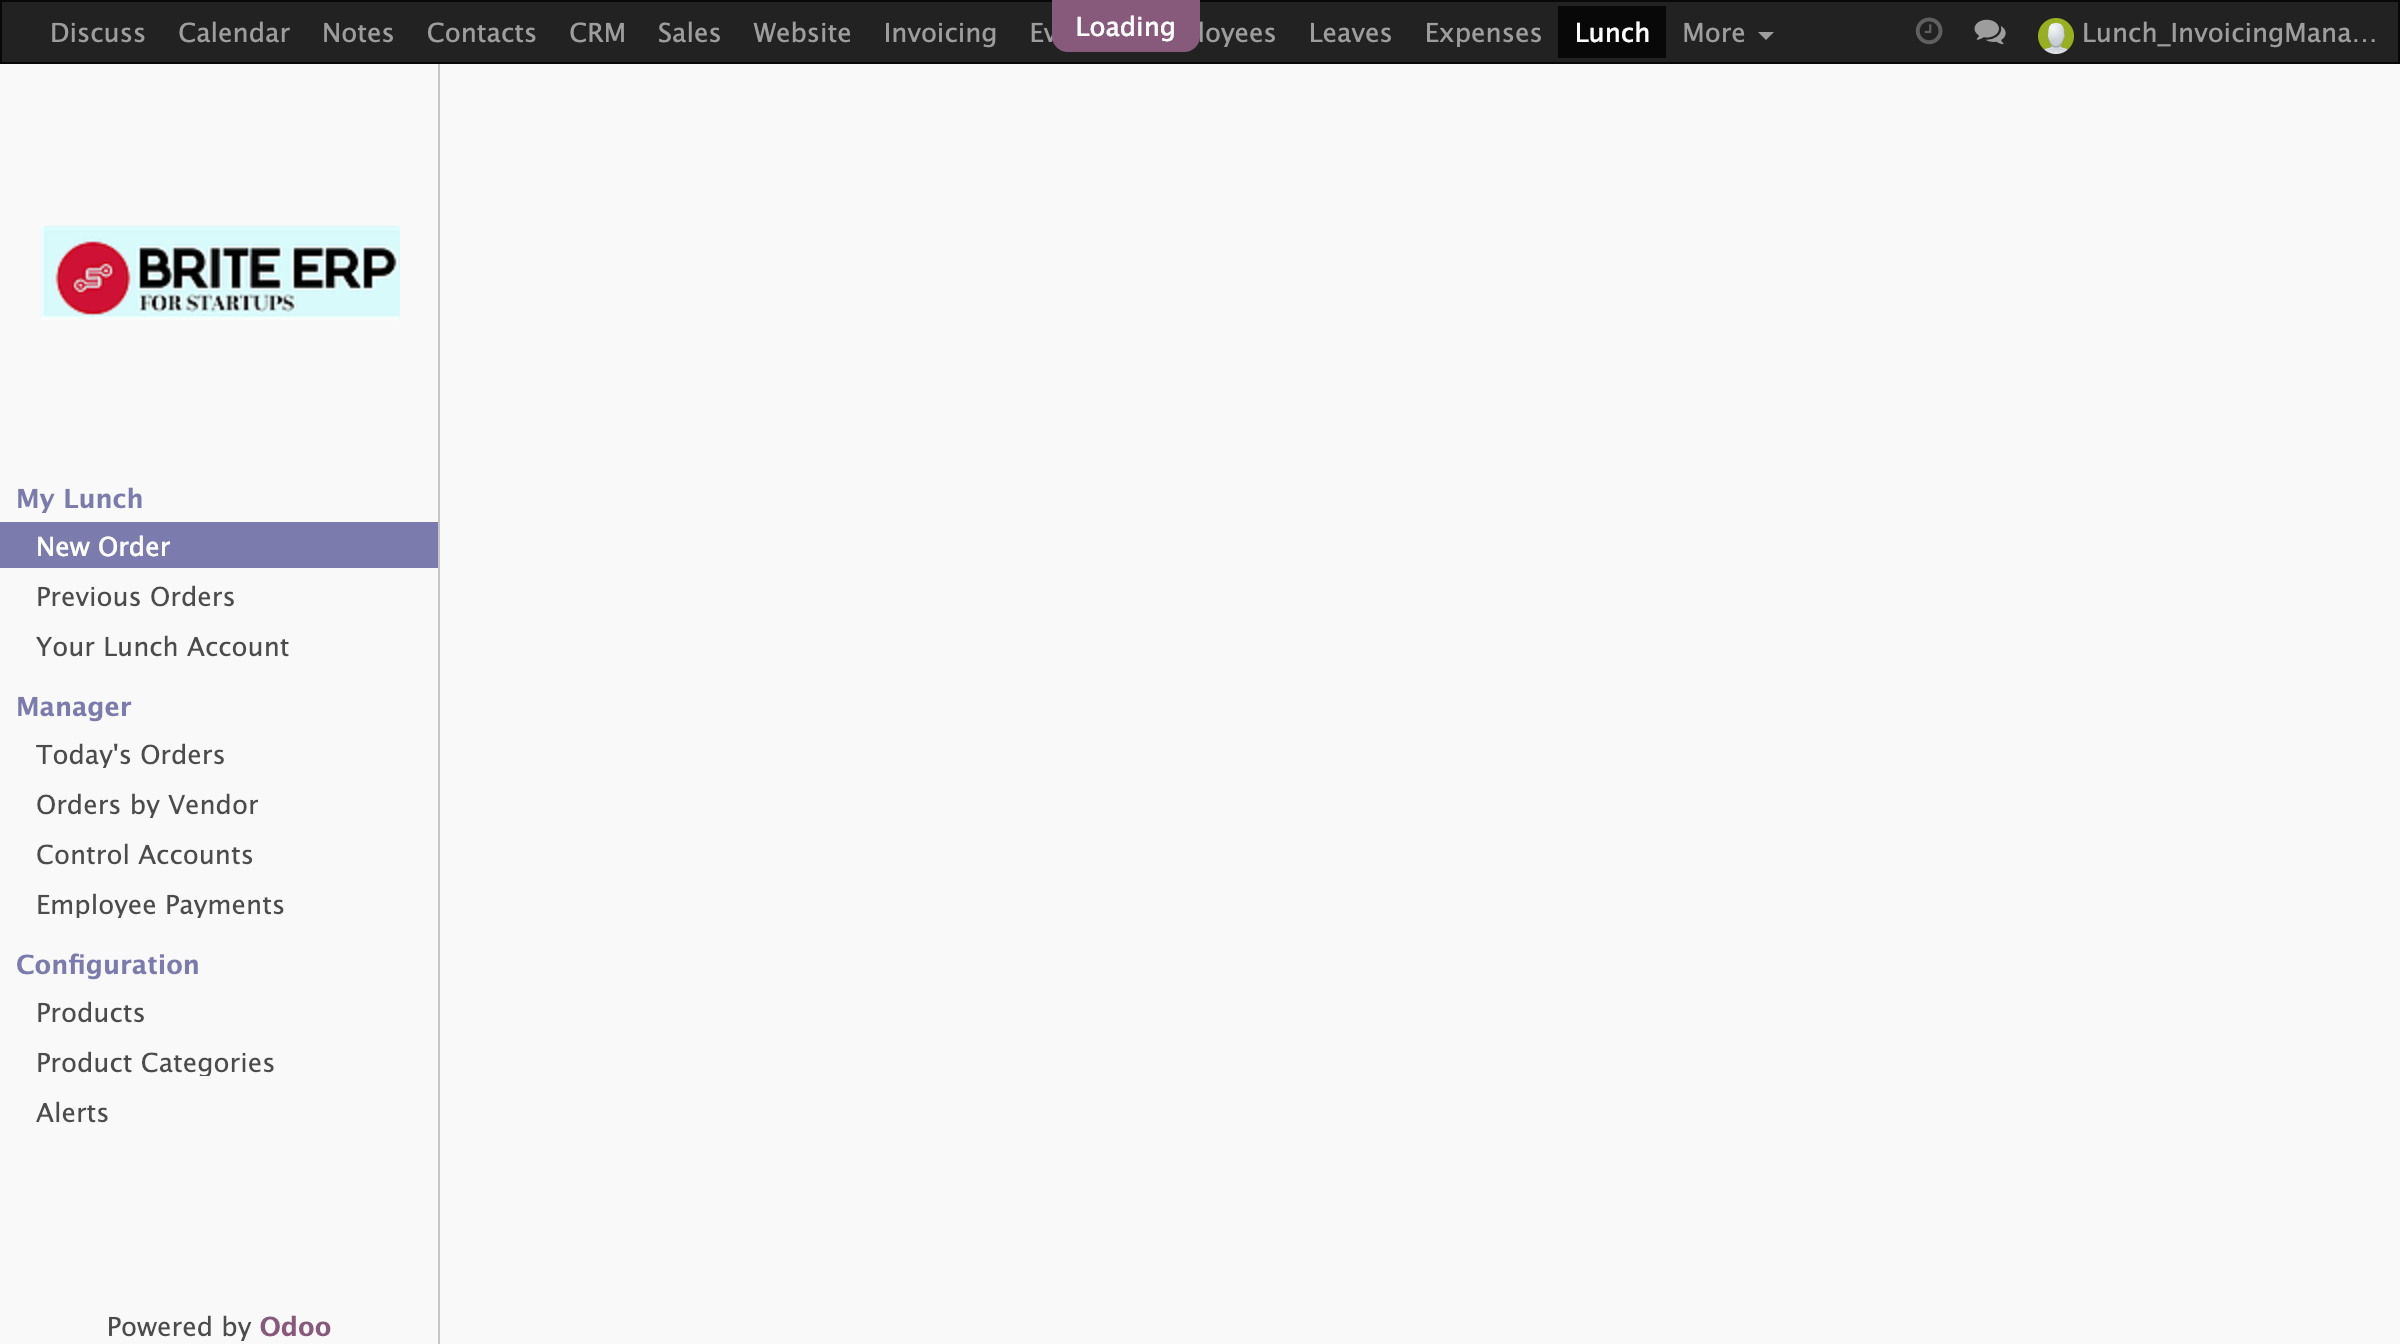 Discuss Calendar Notes Contacts CRM Sales Website Invoicing Loading Leaves Expenses Lunch More Lunch_InvoicingMana...
BRITE ERP
FOR STARTUPS
My Lunch
New Order
Previous Orders
Your Lunch Account
Manager
Today's Orders
Orders by Vendor
Control Accounts
Employee Payments
Configuration
Products
Product Categories
Alerts
Powered by Odoo